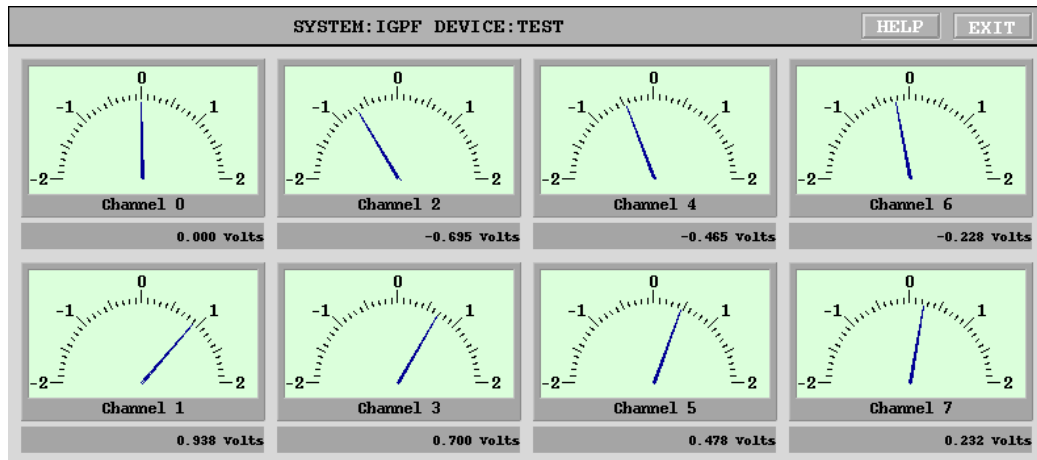 SYSTEM:IGPF DEVICE:TEST HELP EXIT
0 0 0 0
-1 1 -1 1 -1 1 -1 1
-2 2 -2 2 -2 2 -2 2
Channel 0 Channel 2 Channel 4 Channel 6
0.000 Volts -0.695 Volts -0.465 Volts -0.228 Volts
0 0 0 0
-1 1 -1 1 -1 1 -1 1
-2 2 -2 2 -2 2 -2 2
Channel 1 Channel 3 Channel 5 Channel 7
0.938 Volts 0.700 Volts 0.478 Volts 0.232 Volts